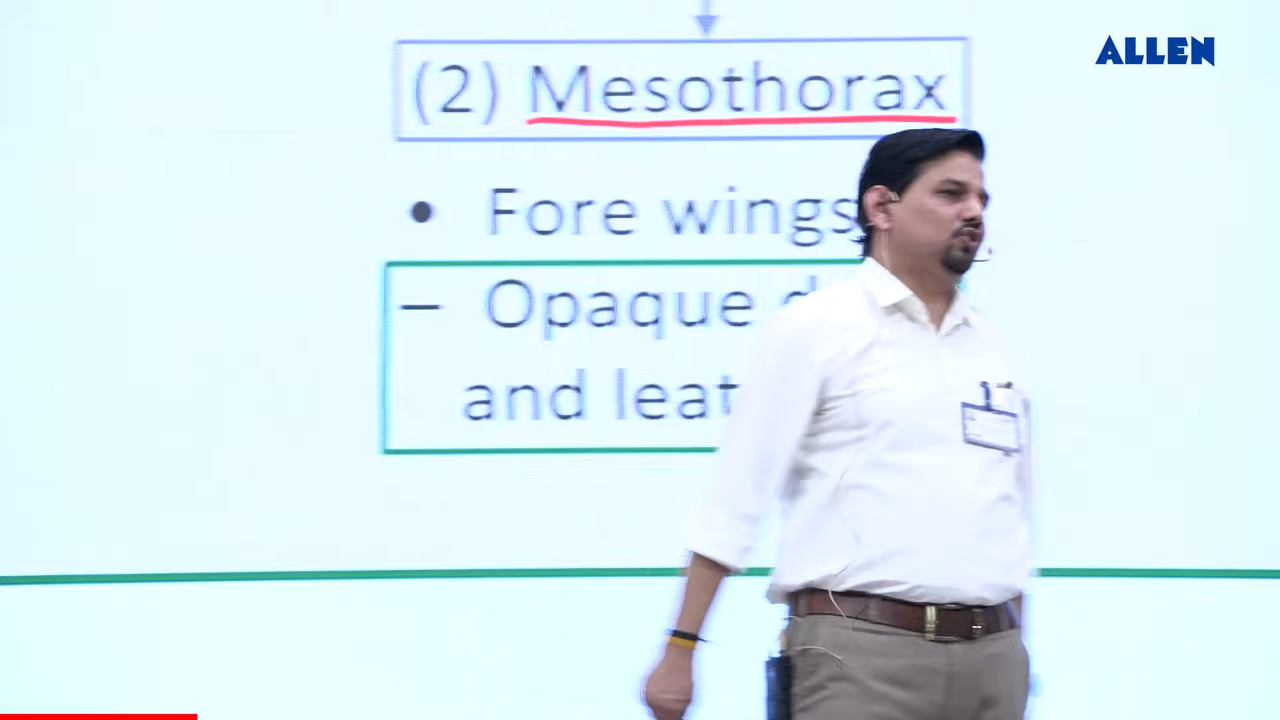 ALLEN
(2) Mesothorax
• Fore wings
– Opaque
and